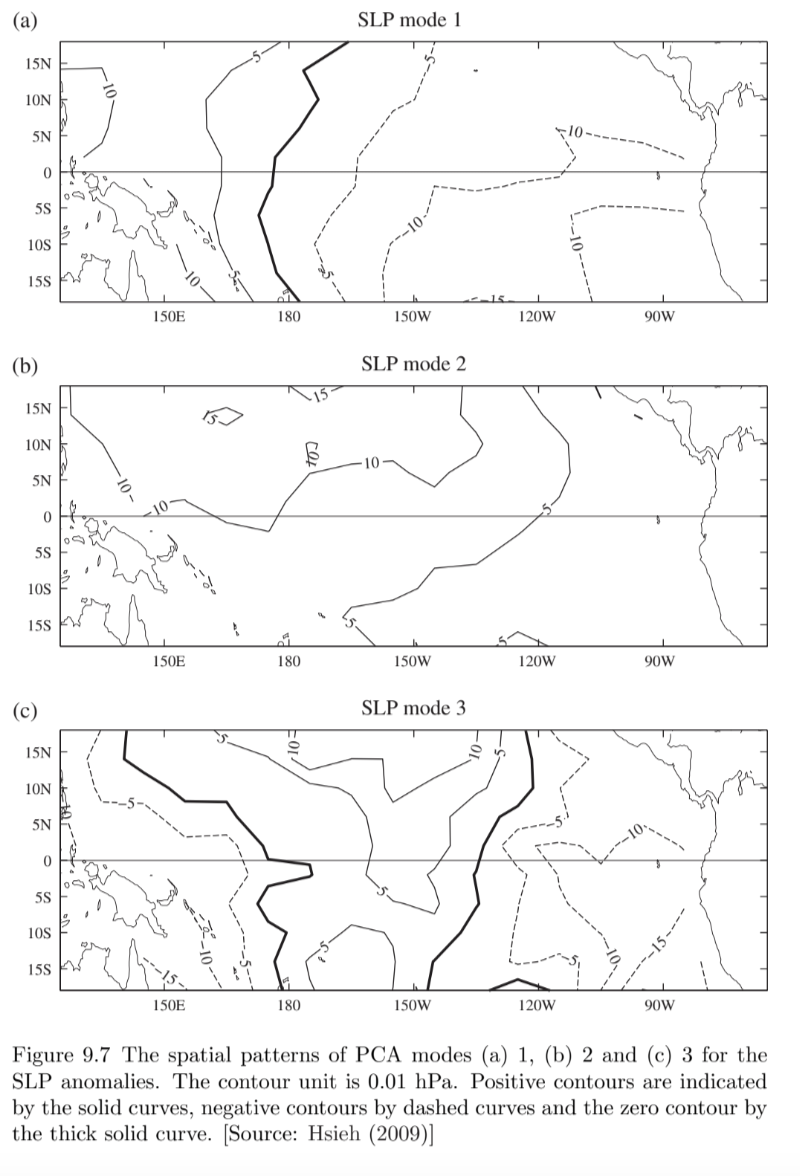 (a)
SLP mode 1
15N
10N
5N
0
5S
10S
15S
10
5
5
10
10
10
10
5
5
15
150E
180
150W
120W
90W
(b)
SLP mode 2
15N
10N
5N
0
5S
10S
15S
15
15
10
10
10
10
5
5
5
150E
180
150W
120W
90W
(c)
SLP mode 3
15N
10N
5N
0
5S
10S
15S
5
10
10
5
10
5
5
10
5
5
10
15
5
5
10
15
150E
180
150W
120W
90W
Figure 9.7 The spatial patterns of PCA modes (a) 1, (b) 2 and (c) 3 for the
SLP anomalies. The contour unit is 0.01 hPa. Positive contours are indicated
by the solid curves, negative contours by dashed curves and the zero contour by
the thick solid curve. [Source: Hsieh (2009)]